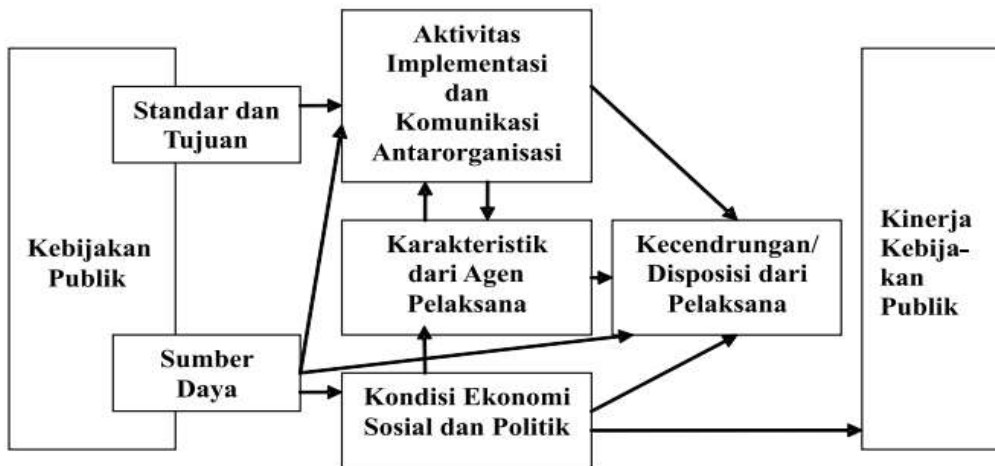 Kebijakan
Publik
Standar dan
Tujuan
Sumber
Daya
Aktivitas
Implementasi
dan
Komunikasi
Antarorganisasi
Karakteristik
dari Agen
Pelaksana
Kondisi Ekonomi
Sosial dan Politik
Kecendrungan/
Disposisi dari
Pelaksana
Kinerja
Kebija-
kan
Publik